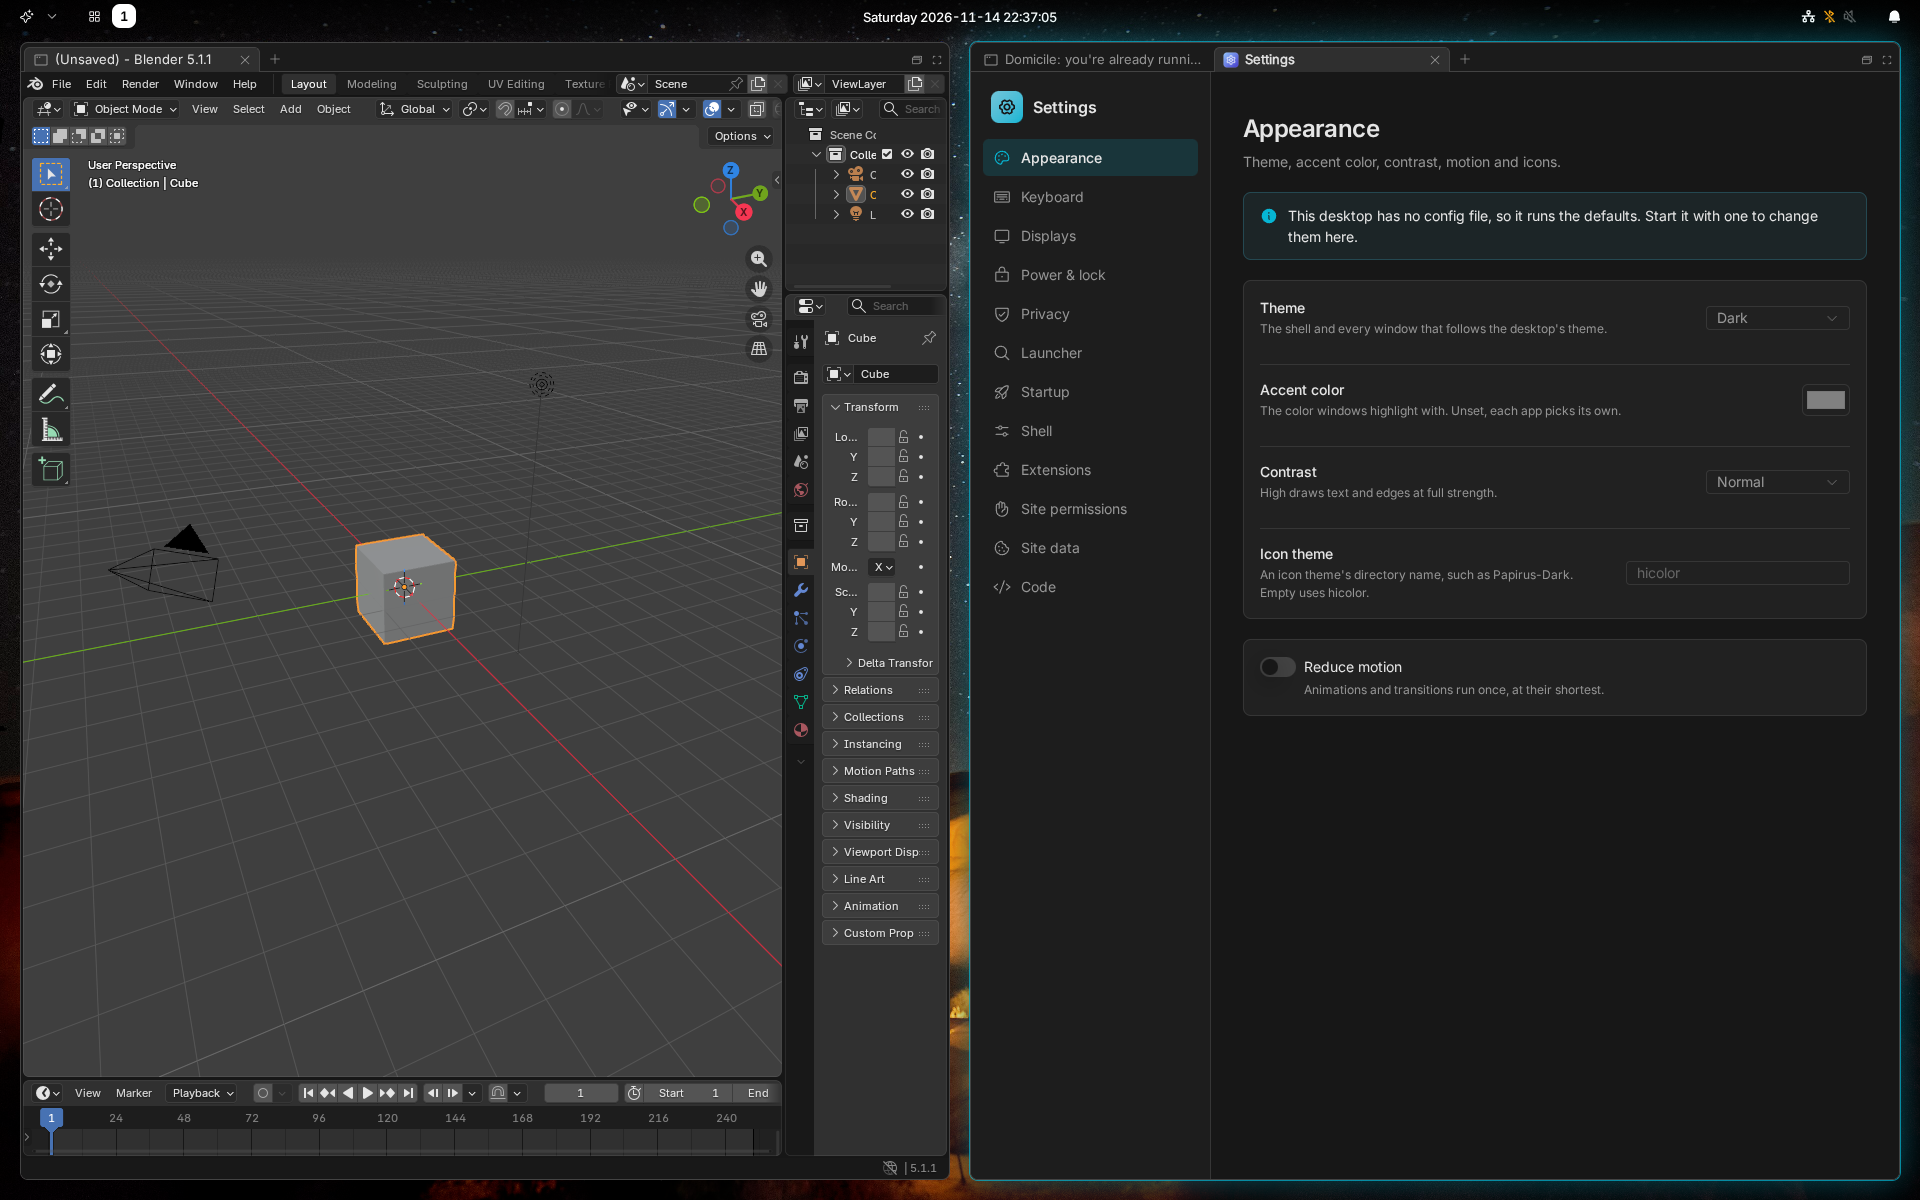 1
Saturday 2026-11-14 22:37:05
(Unsaved) - Blender 5.1.1
File Edit Render Window Help Layout Modeling Sculpting UV Editing Texture Scene ViewLayer
Object Mode View Select Add Object Global Search
Options
User Perspective
(1) Collection | Cube
Z
Y
X
Scene Cc
Colle
C
C
L
Search
Cube
Cube
Transform
Lo...
Y
Z
Ro...
Y
Z
Mo... X
Sc...
Y
Z
Delta Transfor
Relations
Collections
Instancing
Motion Paths
Shading
Visibility
Viewport Disp
Line Art
Animation
Custom Prop
View Marker Playback 1 Start 1 End
1 24 48 72 96 120 144 168 192 216 240
5.1.1
Domicile: you're already runni...
Settings
Settings
Appearance
Keyboard
Displays
Power & lock
Privacy
Launcher
Startup
Shell
Extensions
Site permissions
Site data
Code
Appearance
Theme, accent color, contrast, motion and icons.
This desktop has no config file, so it runs the defaults. Start it with one to change
them here.
Theme
The shell and every window that follows the desktop's theme.
Dark
Accent color
The color windows highlight with. Unset, each app picks its own.
Contrast
High draws text and edges at full strength.
Normal
Icon theme
An icon theme's directory name, such as Papirus-Dark.
Empty uses hicolor.
hicolor
Reduce motion
Animations and transitions run once, at their shortest.